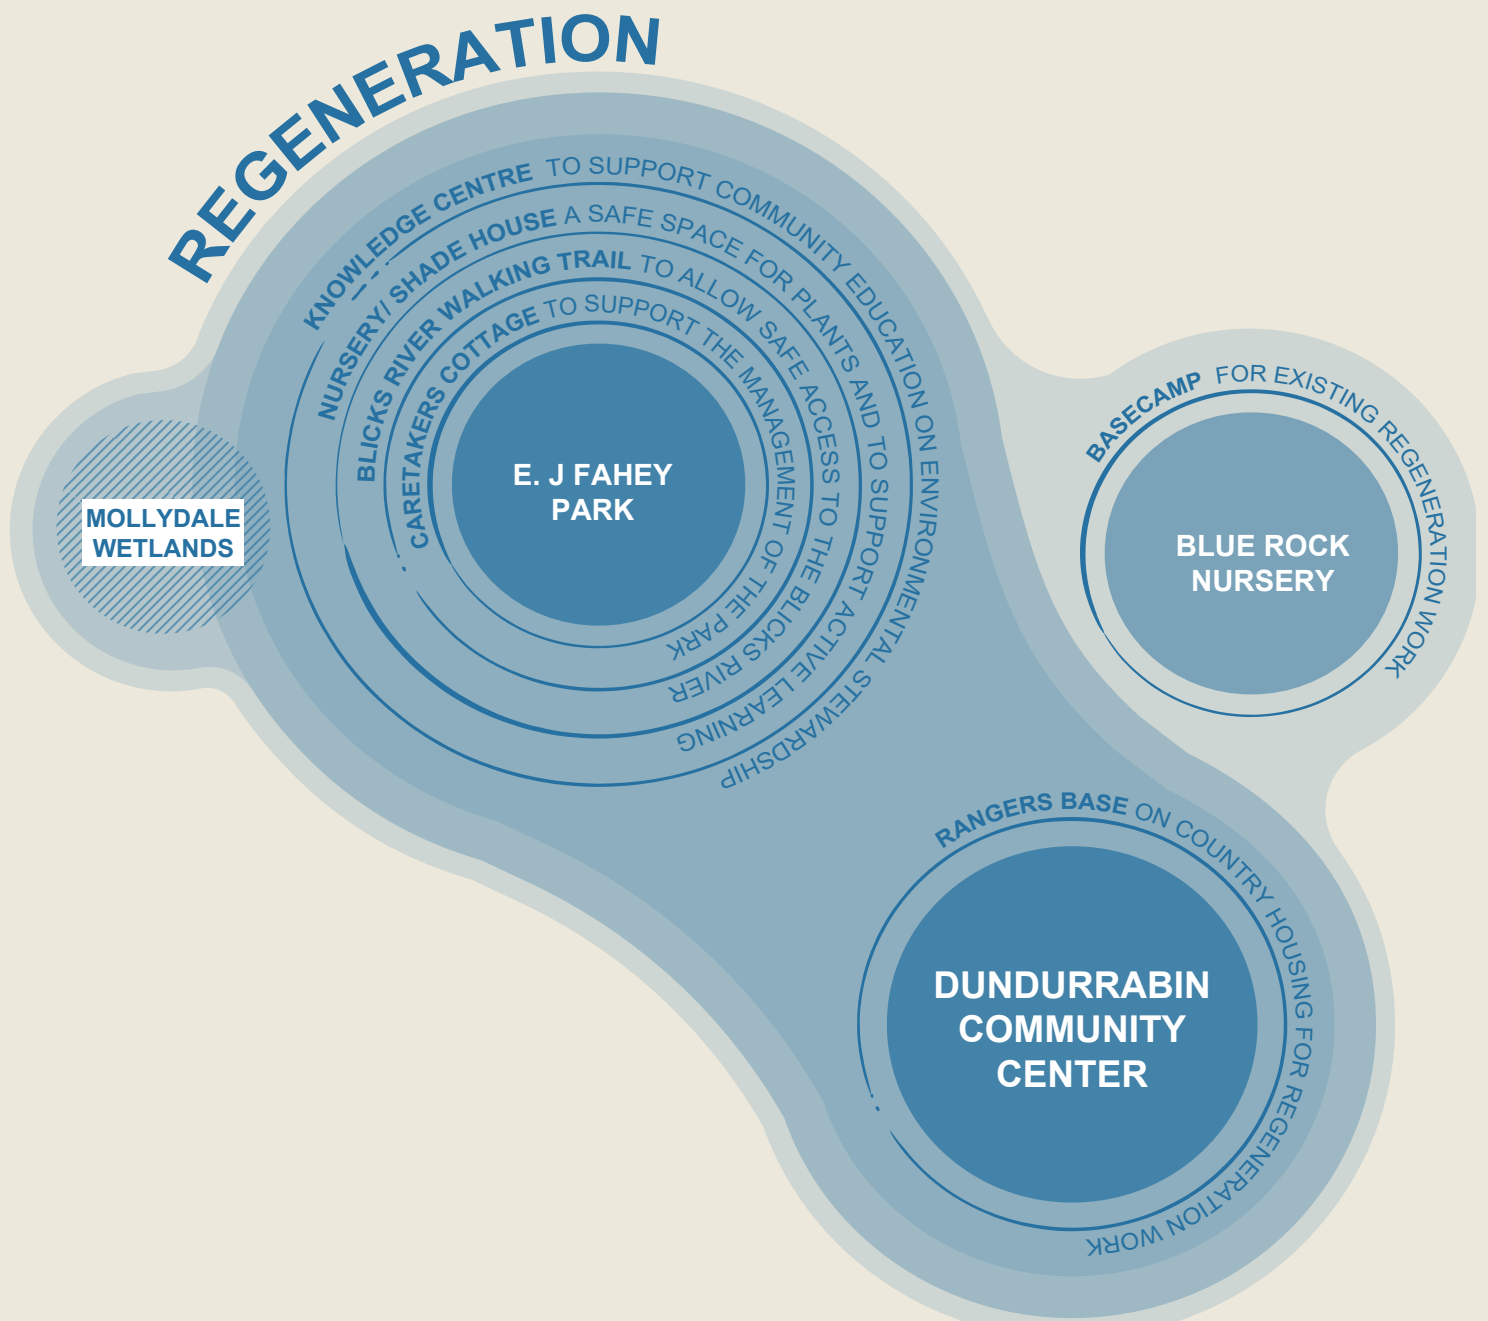 REGENERATION
KNOWLEDGE CENTRE TO SUPPORT COMMUNITY EDUCATION ON ENVIRONMENTAL STEWARDSHIP
NURSERY/ SHADE HOUSE A SAFE SPACE FOR PLANTS AND TO SUPPORT ACTIVE LEARNING
BLICKS RIVER WALKING TRAIL TO ALLOW SAFE ACCESS TO THE BLICKS RIVER
CARETAKERS COTTAGE TO SUPPORT THE MANAGEMENT OF THE PARK
E. J FAHEY
PARK
MOLLYDALE
WETLANDS
BASECAMP FOR EXISTING REGENERATION WORK
BLUE ROCK
NURSERY
RANGERS BASE ON COUNTRY HOUSING FOR REGENERATION WORK
DUNDURRABIN
COMMUNITY
CENTER